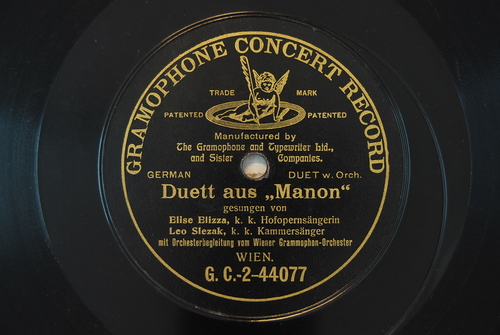 GRAMOPHONE CONCERT RECORD
TRADE MARK
PATENTED PATENTED
Manufactured by
The Gramophone and Typewriter Ltd.,
and Sister Companies.
GERMAN DUET w. Orch.
Duett aus „Manon“
gesungen von
Elise Elizza, k. k. Hofopernsängerin
Leo Slezak, k. k. Kammersänger
mit Orchesterbegleitung vom Wiener Grammophon-Orchester
WIEN.
G. C.-2-44077